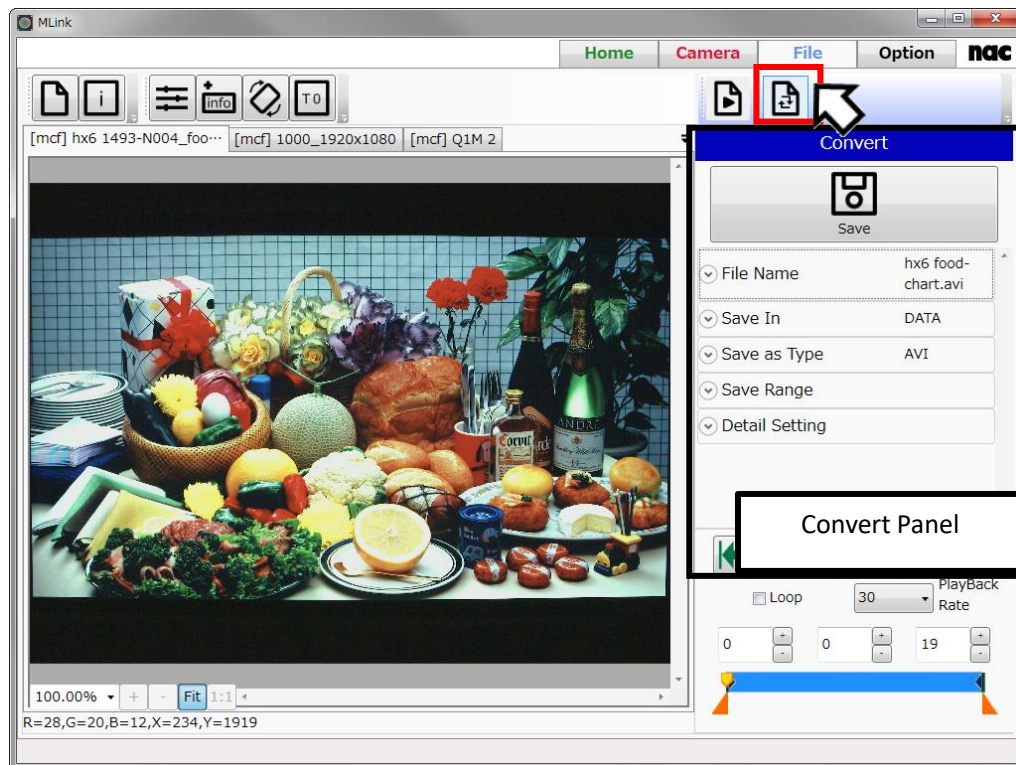 MLink
Home Camera File Option nac
i info T0
[mcf] hx6 1493-N004_foo··· [mcf] 1000_1920x1080 [mcf] Q1M 2
Convert
Save
File Name hx6 food-
chart.avi
Save In DATA
Save as Type AVI
Save Range
Detail Setting
ANDRE
Corvit
Convert Panel
Loop 30 PlayBack
Rate
0 + - 0 + - 19 + -
100.00% + - Fit 1:1
R=28,G=20,B=12,X=234,Y=1919